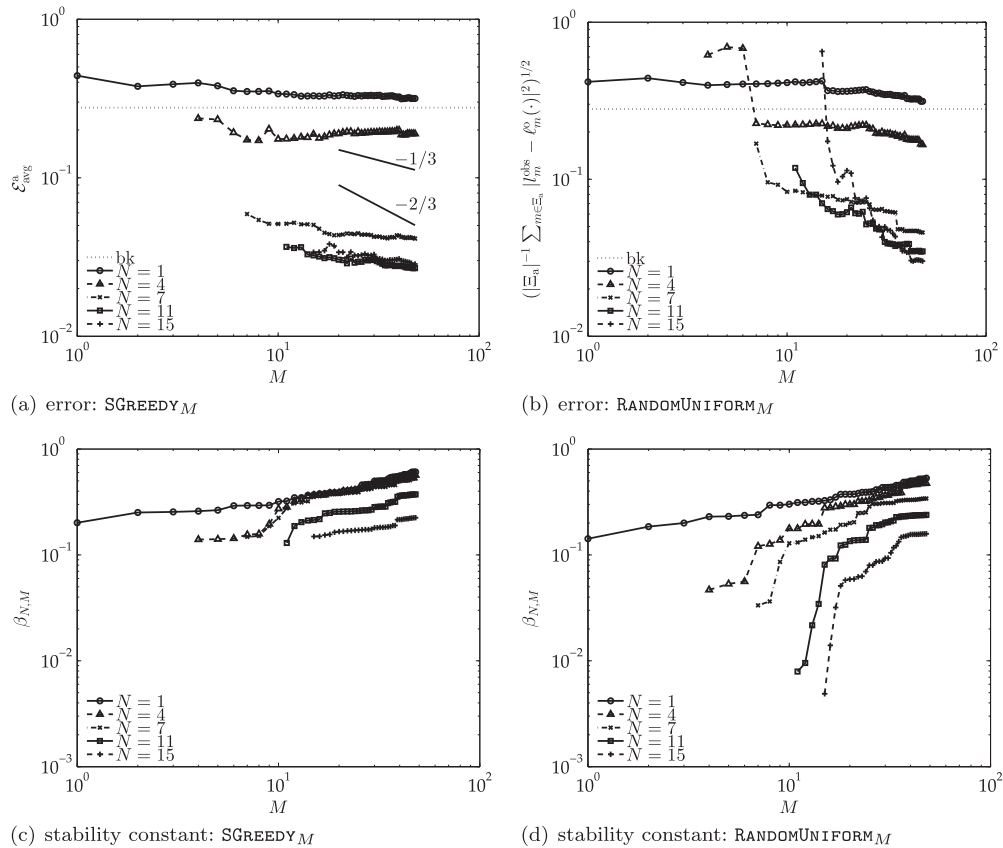 10^0
10^-1
10^-2
ℰ^a_avg
−1/3
−2/3
bk
N = 1
N = 4
N = 7
N = 11
N = 15
10^0
10^1
10^2
M
(a) error: SGREEDY_M
10^0
10^-1
10^-2
(|Ξ_a|^-1 ∑_m∈Ξ_a |l^obs_m − ℓ^o_m(·)|^2)^1/2
bk
N = 1
N = 4
N = 7
N = 11
N = 15
10^0
10^1
10^2
M
(b) error: RANDOMUNIFORM_M
10^0
10^-1
10^-2
10^-3
β_N,M
N = 1
N = 4
N = 7
N = 11
N = 15
10^0
10^1
10^2
M
(c) stability constant: SGREEDY_M
10^0
10^-1
10^-2
10^-3
β_N,M
N = 1
N = 4
N = 7
N = 11
N = 15
10^0
10^1
10^2
M
(d) stability constant: RANDOMUNIFORM_M